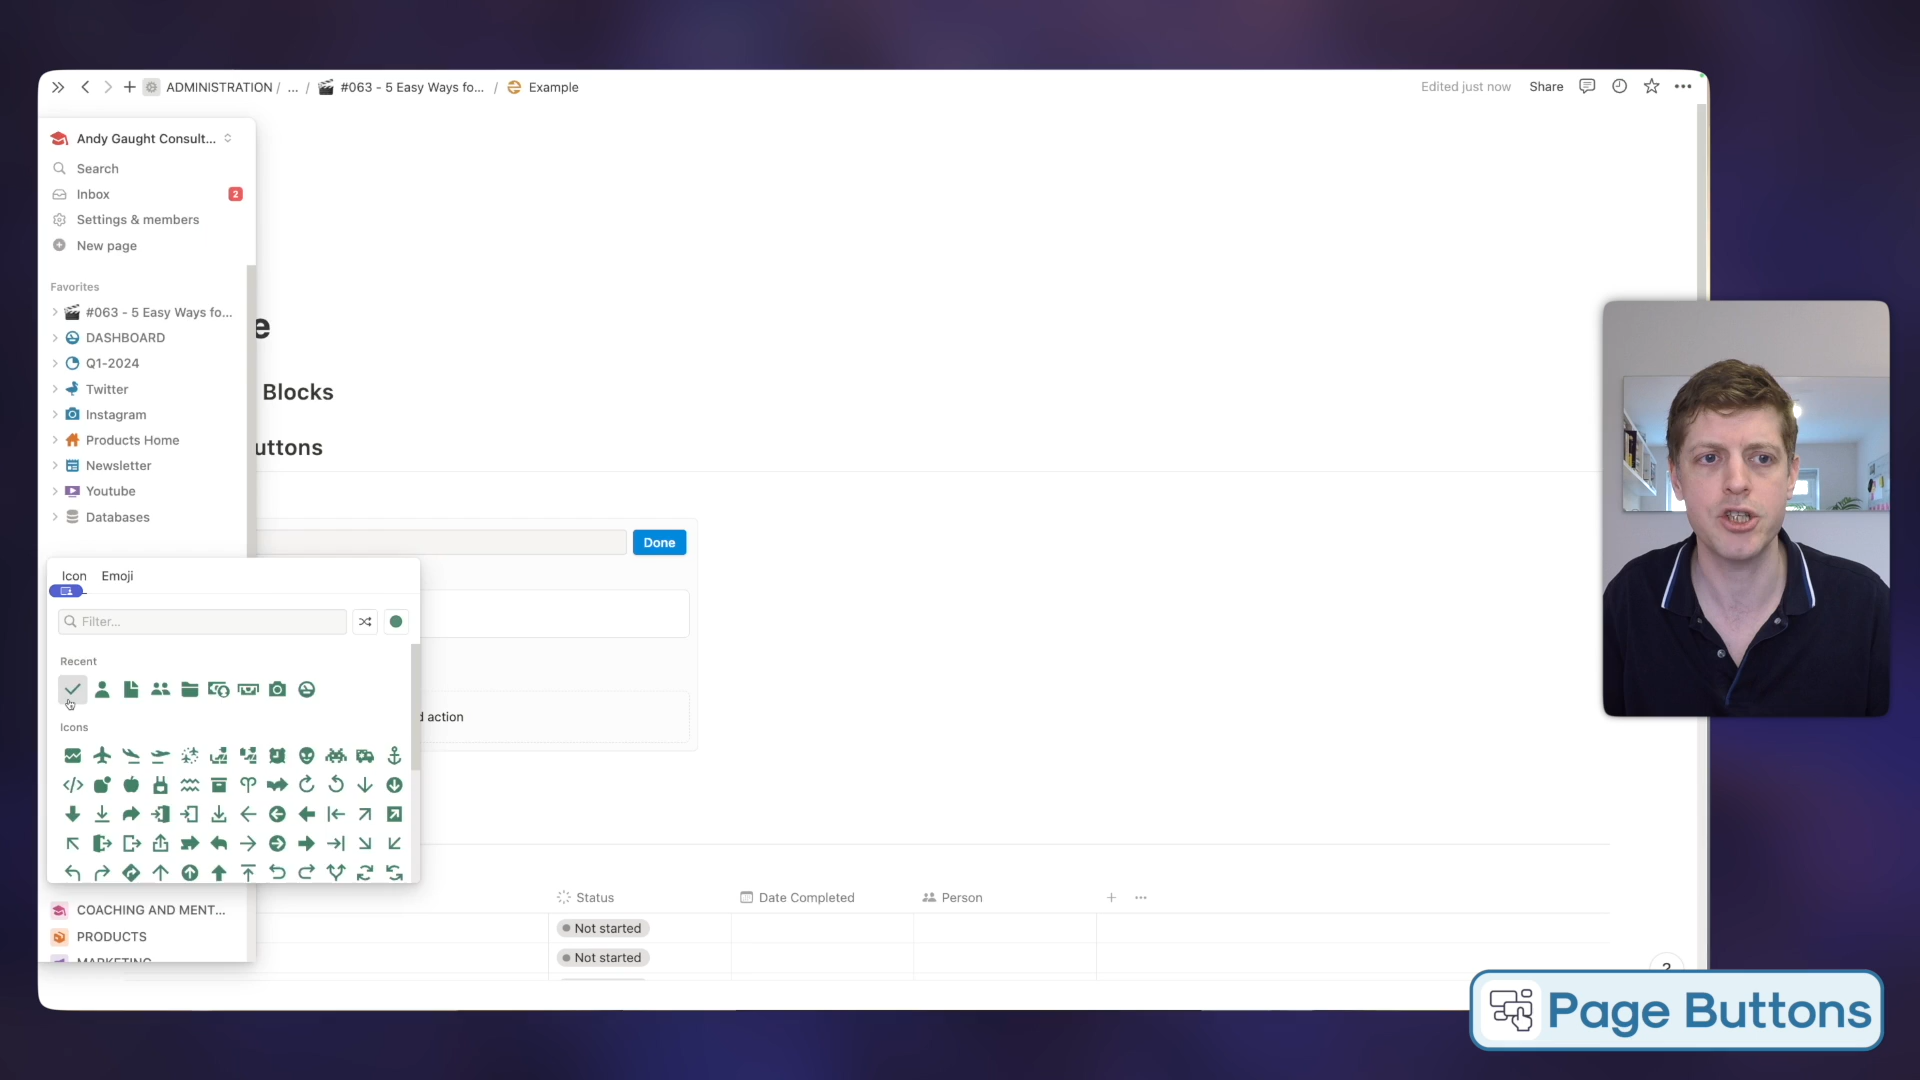 ADMINISTRATION / ... / #063 - 5 Easy Ways fo... / Example
Edited just now Share
Andy Gaught Consult...
Search
Inbox 2
Settings & members
New page
Favorites
#063 - 5 Easy Ways fo...
DASHBOARD
Q1-2024
Twitter
Instagram
Products Home
Newsletter
Youtube
Databases
e
Blocks
uttons
Done
Icon Emoji
Filter...
Recent
Icons
d action
COACHING AND MENT...
PRODUCTS
MARKETING
Status Date Completed Person
Not started
Not started
?
Page Buttons